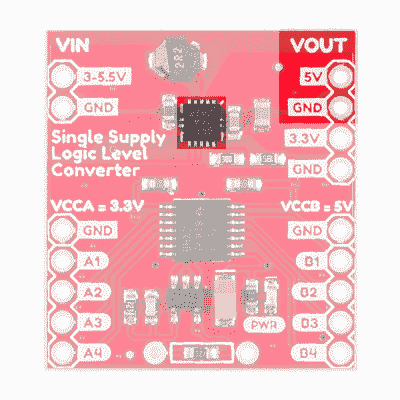 VIN
VOUT
3-5.5V
5V
GND
GND
3.3V
GND
Single Supply
Logic Level
Converter
VCCA = 3.3V
VCCB = 5V
GND
GND
A1
B1
A2
B2
A3
B3
PWR
A4
B4